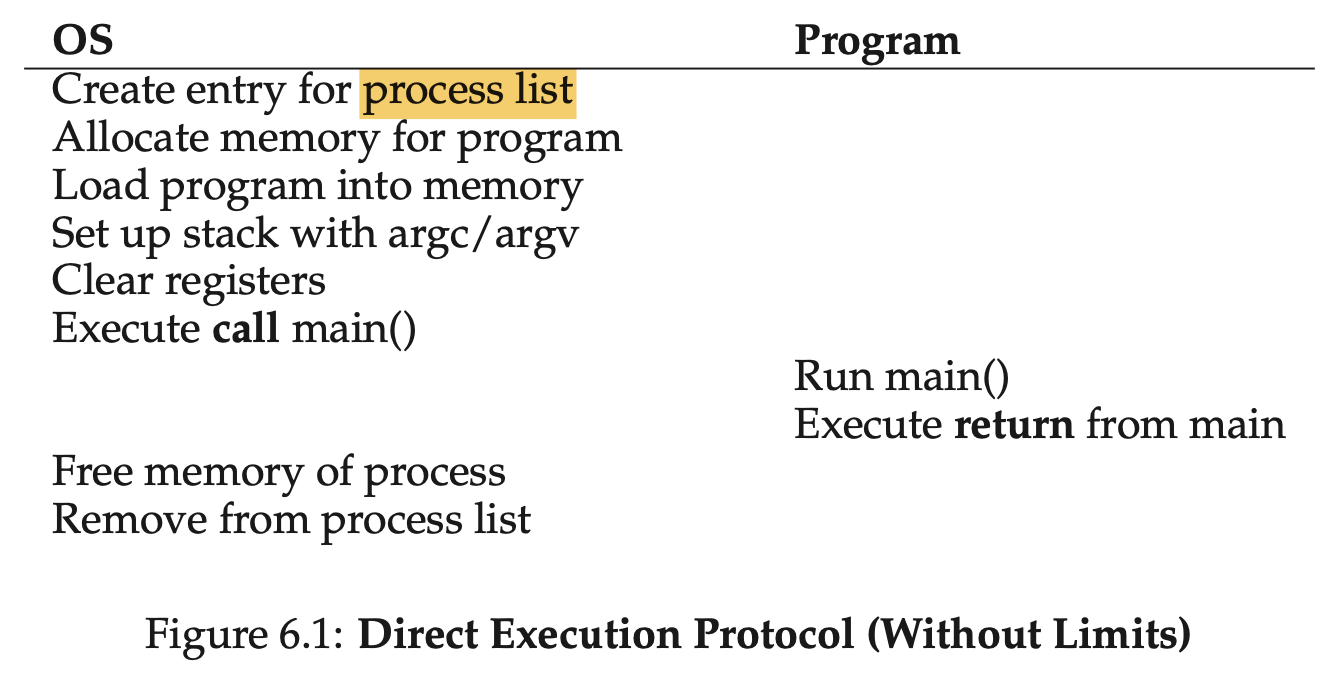 OS Program
Create entry for process list
Allocate memory for program
Load program into memory
Set up stack with argc/argv
Clear registers
Execute call main()
Run main()
Execute return from main
Free memory of process
Remove from process list
Figure 6.1: Direct Execution Protocol (Without Limits)